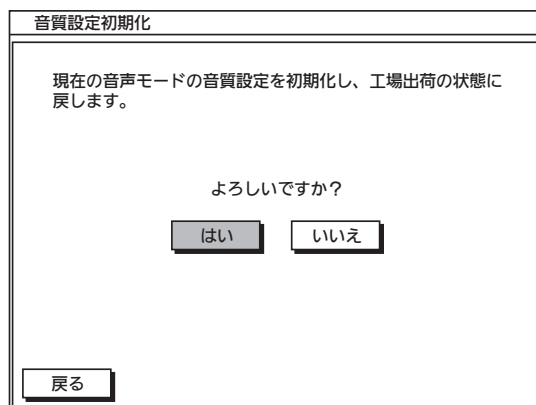 音質設定初期化
現在の音声モードの音質設定を初期化し、工場出荷の状態に
戻します。
よろしいですか？
はい いいえ
戻る